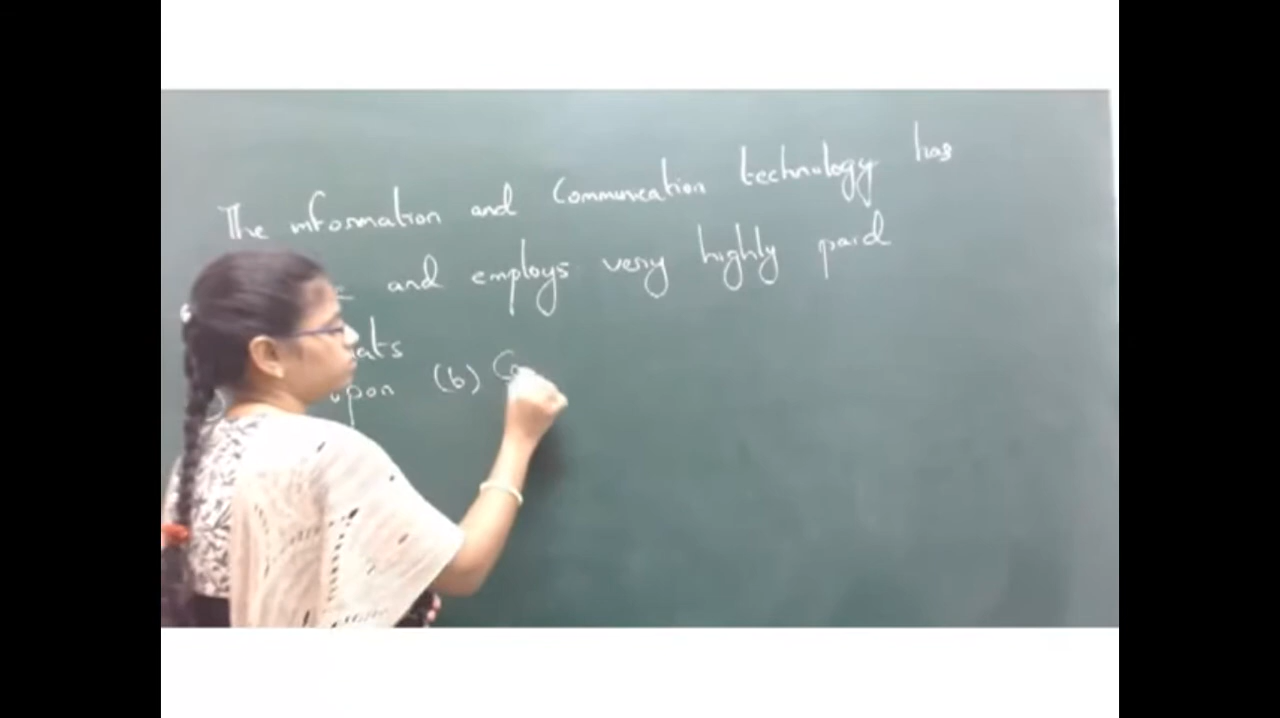 The information and Communication technology has
and employs very highly paid
upon (b)